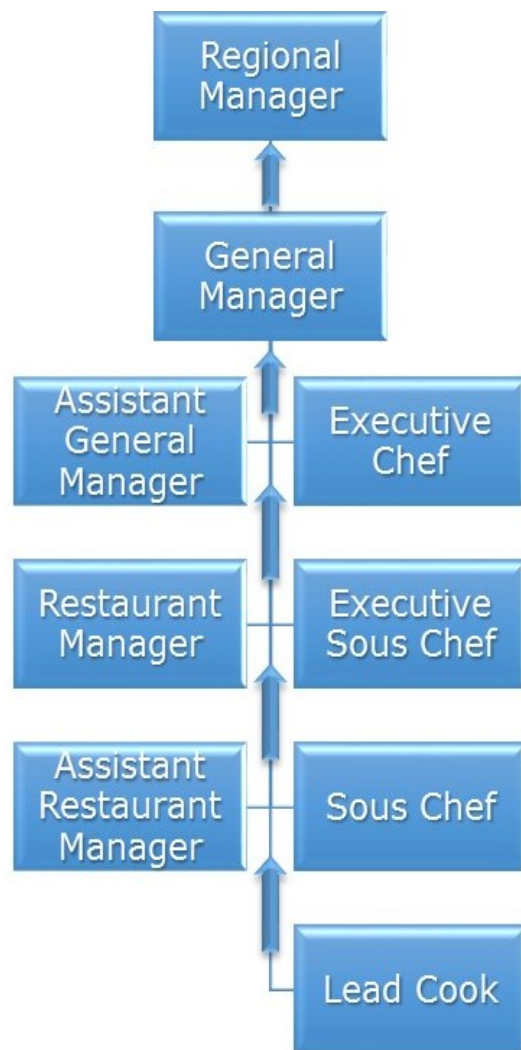 Regional
Manager
General
Manager
Assistant
General
Manager
Executive
Chef
Restaurant
Manager
Executive
Sous Chef
Assistant
Restaurant
Manager
Sous Chef
Lead Cook